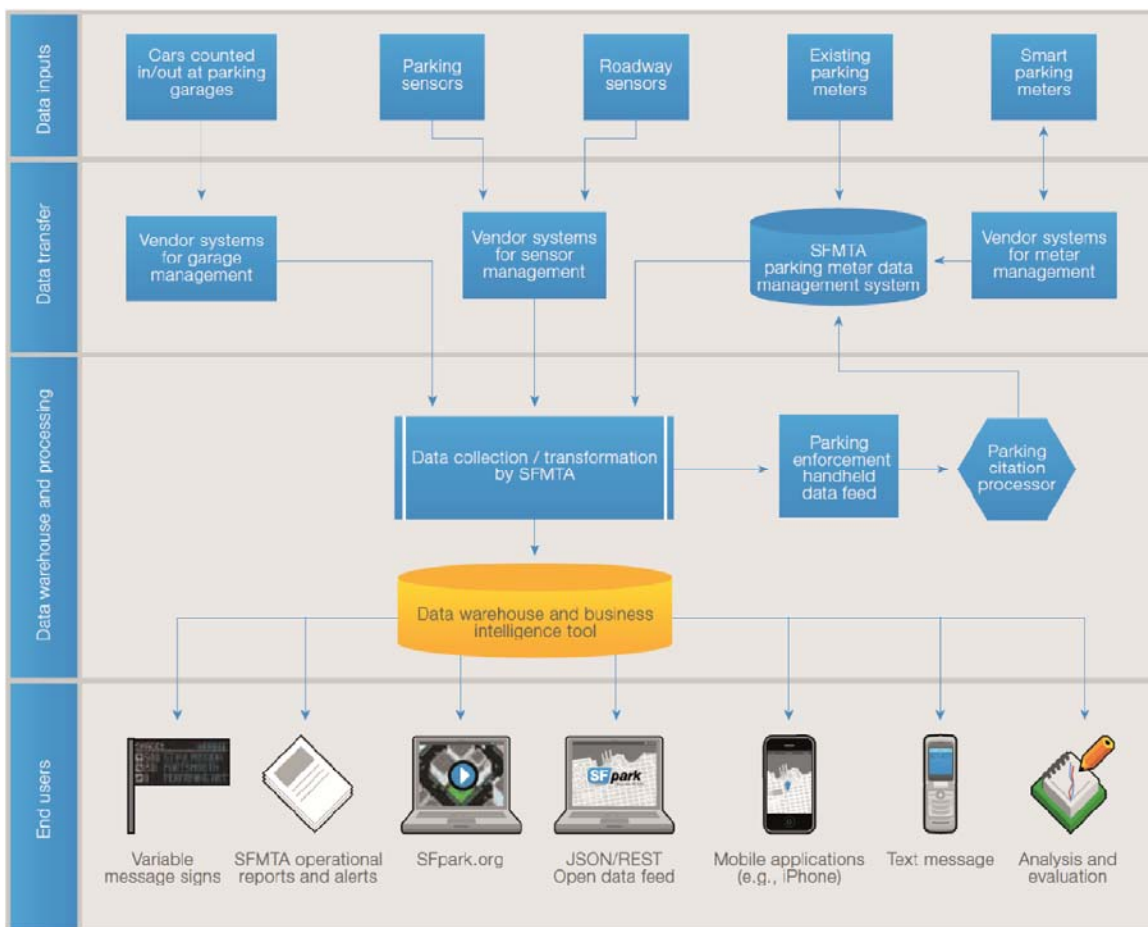 Data inputs
Cars counted
in/out at parking
garages
Parking
sensors
Roadway
sensors
Existing
parking
meters
Smart
parking
meters
Data transfer
Vendor systems
for garage
management
Vendor systems
for sensor
management
SFMTA
parking meter data
management system
Vendor systems
for meter
management
Data warehouse and processing
Data collection / transformation
by SFMTA
Parking
enforcement
handheld
data feed
Parking
citation
processor
Data warehouse and business
intelligence tool
End users
SFpark
Variable
message signs
SFMTA operational
reports and alerts
SFpark.org
JSON/REST
Open data feed
Mobile applications
(e.g., iPhone)
Text message
Analysis and
evaluation